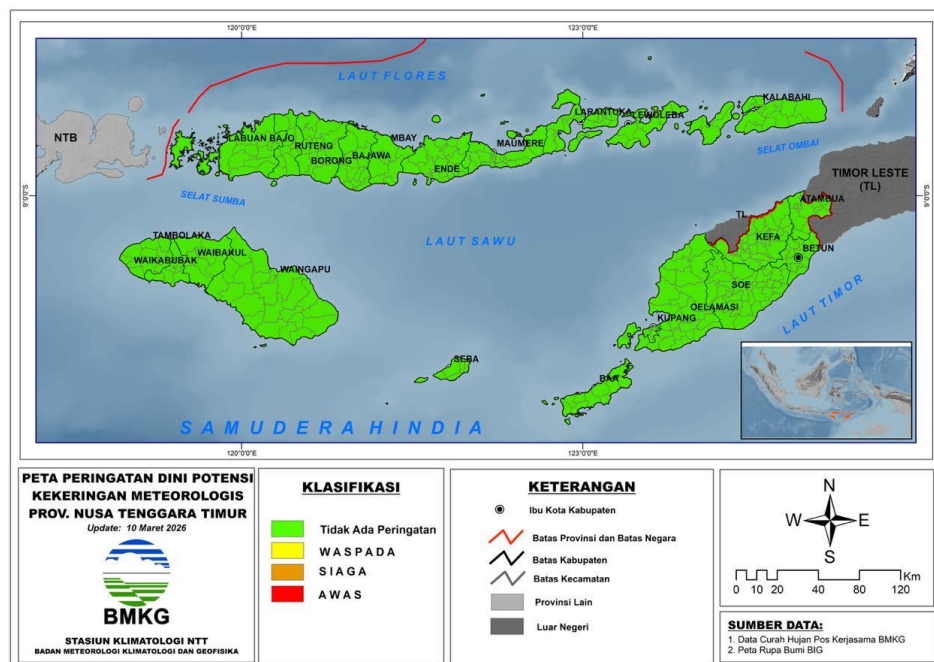 120°0'0"E
123°0'0"E
LAUT FLORES
NTB
KALABAHI
LARANTUKA
LEWOLEBA
LABUAN BAJO
MBAY
RUTENG
MAUMERE
BORONG
BAJAWA
ENDE
SELAT OMBAI
TIMOR LESTE
(TL)
9°0'0"S
9°0'0"S
SELAT SUMBA
ATAMBUA
TL
LAUT SAWU
TAMBOLAKA
KEFA
WAIBAKUL
BETUN
WAIKABUBAK
WAINGAPU
SOE
OELAMASI
LAUT TIMOR
KUPANG
SEBA
BAA
SAMUDERA HINDIA
120°0'0"E
123°0'0"E
PETA PERINGATAN DINI POTENSI
KEKERINGAN METEOROLOGIS
PROV. NUSA TENGGARA TIMUR
Update: 10 Maret 2026
BMKG
STASIUN KLIMATOLOGI NTT
BADAN METEOROLOGI KLIMATOLOGI DAN GEOFISIKA
KLASIFIKASI
Tidak Ada Peringatan
WASPADA
SIAGA
AWAS
KETERANGAN
Ibu Kota Kabupaten
Batas Provinsi dan Batas Negara
Batas Kabupaten
Batas Kecamatan
Provinsi Lain
Luar Negeri
N
W
E
S
Km
0 10 20 40 80 120
SUMBER DATA:
1. Data Curah Hujan Pos Kerjasama BMKG
2. Peta Rupa Bumi BIG